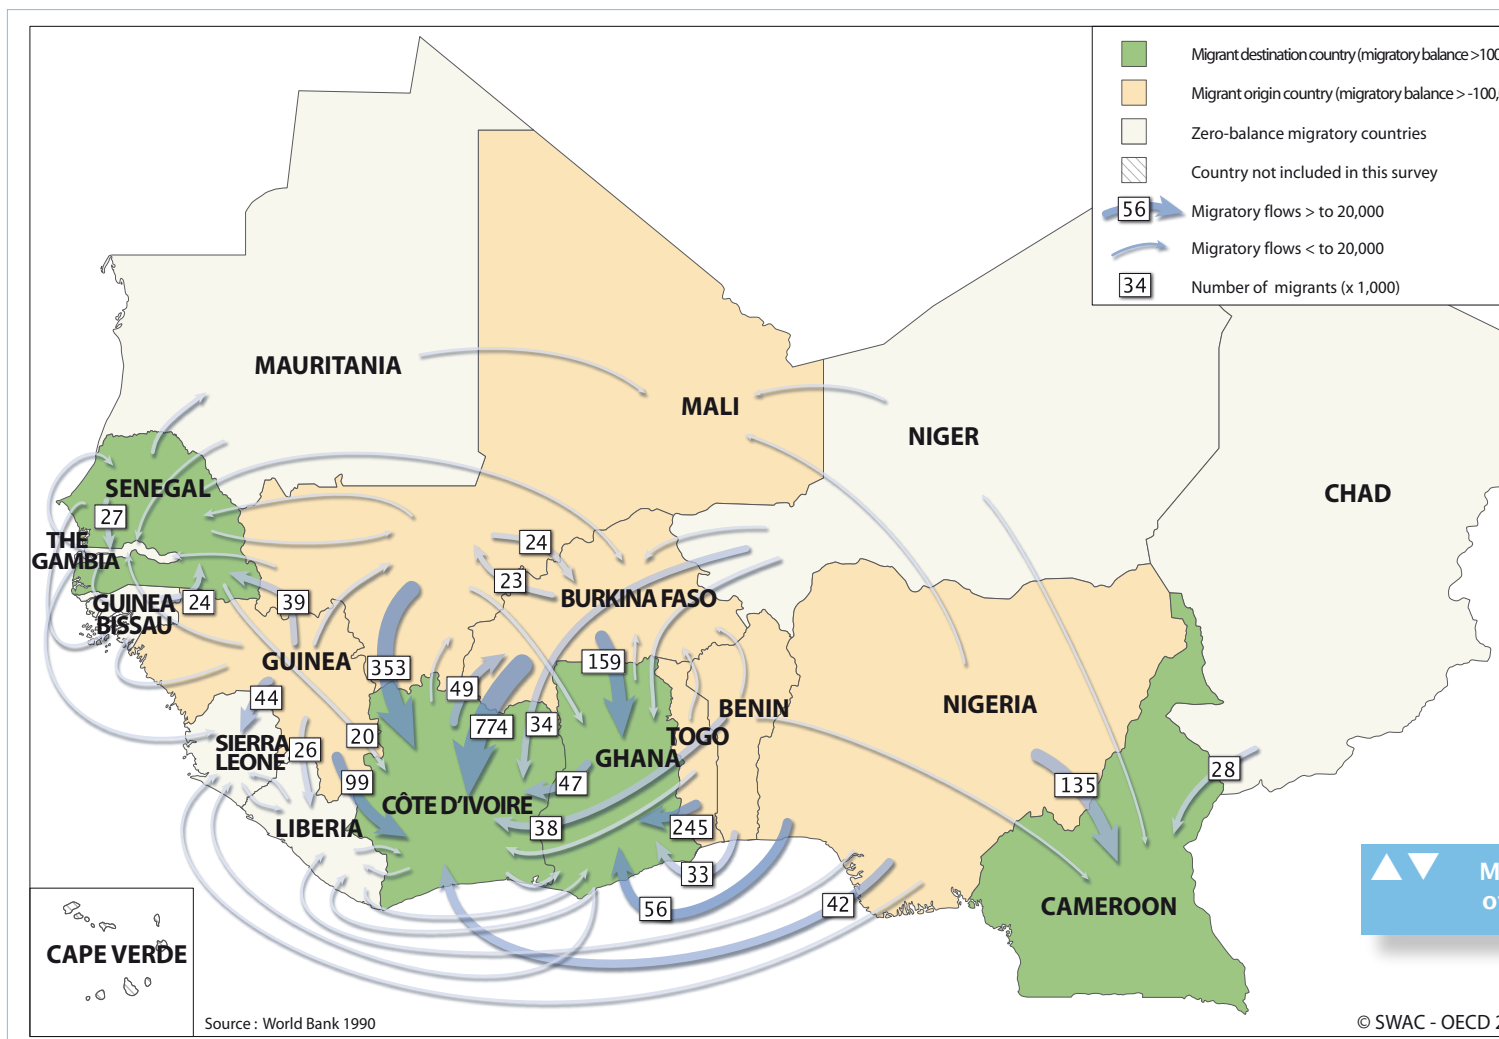 Migrant destination country (migratory balance >100
Migrant origin country (migratory balance > -100,
Zero-balance migratory countries
Country not included in this survey
56
Migratory flows > to 20,000
Migratory flows < to 20,000
34
Number of  migrants (x 1,000)
MAURITANIA
MALI
NIGER
CHAD
SENEGAL
27
THE
GAMBIA
24
23
GUINEA
BISSAU
24
39
BURKINA FASO
GUINEA
353
159
49
44
774
34
BENIN
NIGERIA
TOGO
SIERRA
LEONE
26
20
GHANA
99
47
135
28
CÔTE D'IVOIRE
LIBERIA
38
245
33
56
42
CAMEROON
M
o
CAPE VERDE
Source : World Bank 1990
© SWAC - OECD 2